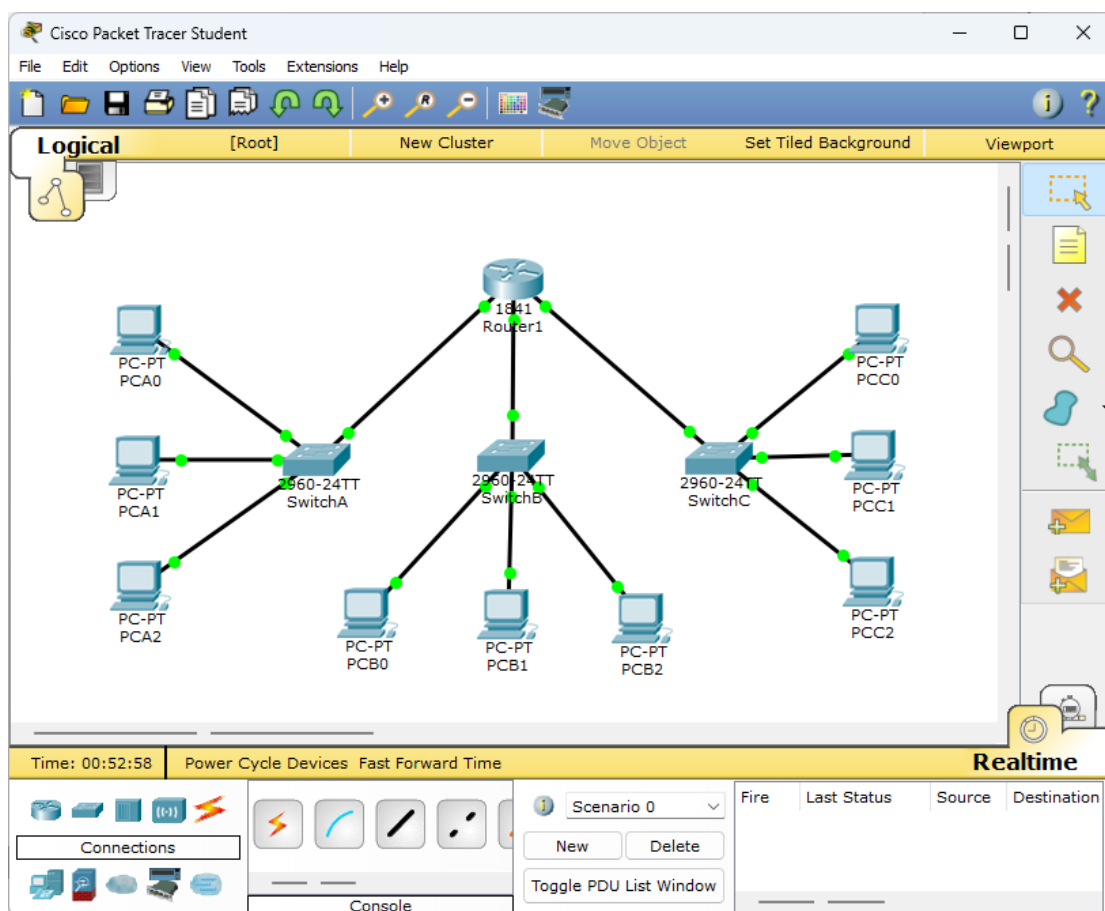 Cisco Packet Tracer Student
File Edit Options View Tools Extensions Help
Logical [Root] New Cluster Move Object Set Tiled Background Viewport
1841
Router1
PC-PT
PCA0
PC-PT
PCC0
PC-PT
PCA1
2960-24TT
SwitchA
2960-24TT
SwitchB
2960-24TT
SwitchC
PC-PT
PCC1
PC-PT
PCA2
PC-PT
PCB0
PC-PT
PCB1
PC-PT
PCB2
PC-PT
PCC2
Time: 00:52:58 Power Cycle Devices Fast Forward Time Realtime
Connections
Console
Scenario 0
New Delete
Toggle PDU List Window
Fire Last Status Source Destination